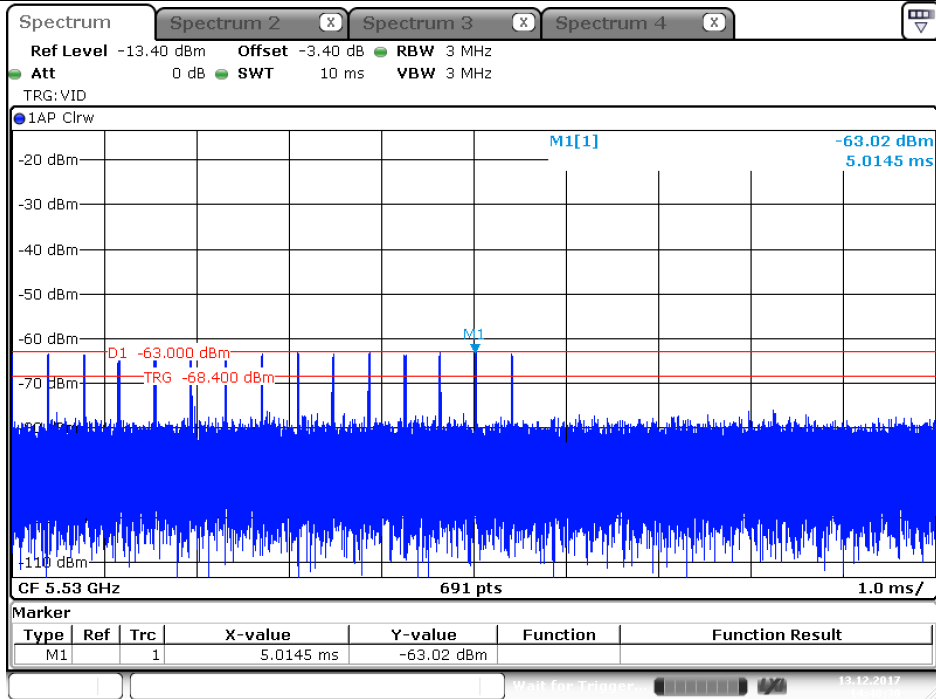 Spectrum Spectrum 2 X Spectrum 3 X Spectrum 4 X
Ref Level -13.40 dBm Offset -3.40 dB RBW 3 MHz
Att 0 dB SWT 10 ms VBW 3 MHz
TRG:VID
1AP Clrw
M1[1] -63.02 dBm
5.0145 ms
-20 dBm
-30 dBm
-40 dBm
-50 dBm
-60 dBm
M1
D1 -63.000 dBm
TRG -68.400 dBm
-70 dBm
-110 dBm
CF 5.53 GHz 691 pts 1.0 ms/
Marker
Type Ref Trc X-value Y-value Function Function Result
M1 1 5.0145 ms -63.02 dBm
Wait for Trigger...
13.12.2017